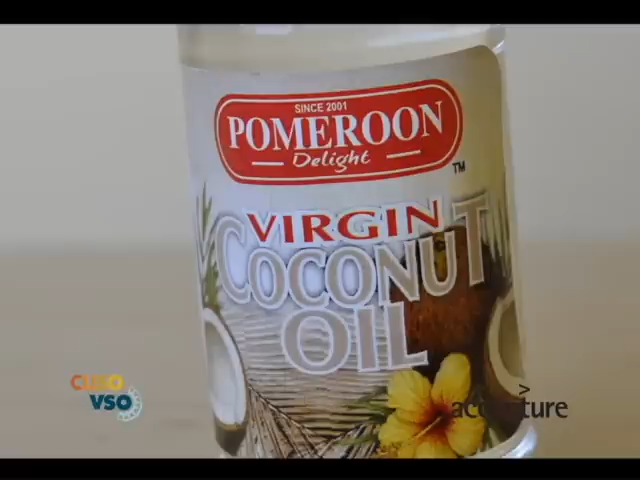 SINCE 2001
POMEROON
Delight
TM
VIRGIN
COCONUT
OIL
CUSO
VSO
accenture